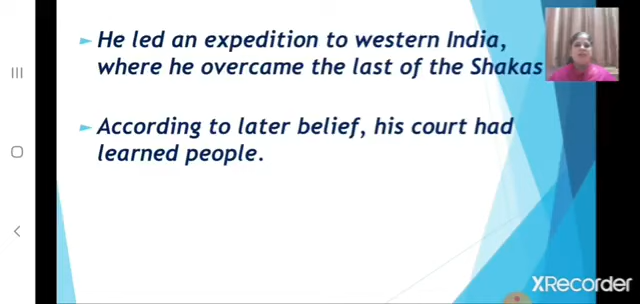 He led an expedition to western India,
where he overcame the last of the Shakas
According to later belief, his court had
learned people.
XRecorder